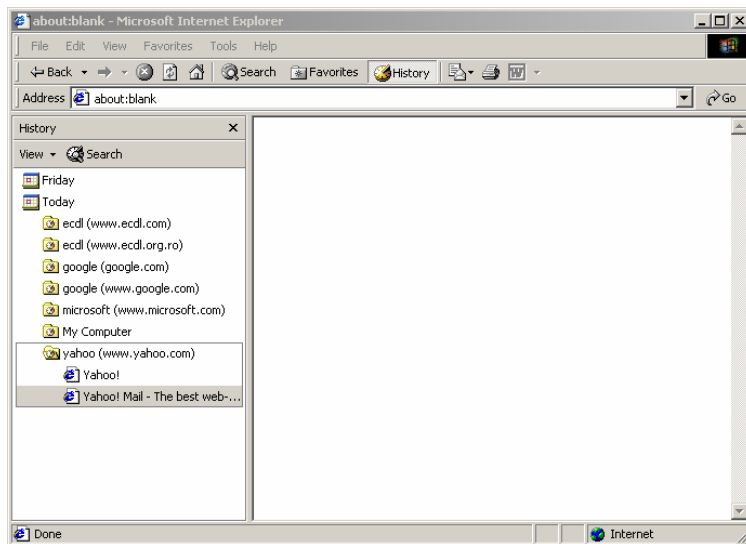 about:blank - Microsoft Internet Explorer
File Edit View Favorites Tools Help
Back Search Favorites History
Address about:blank Go
History
View Search
Friday
Today
ecdl (www.ecdl.com)
ecdl (www.ecdl.org.ro)
google (google.com)
google (www.google.com)
microsoft (www.microsoft.com)
My Computer
yahoo (www.yahoo.com)
Yahoo!
Yahoo! Mail - The best web-...
Done Internet